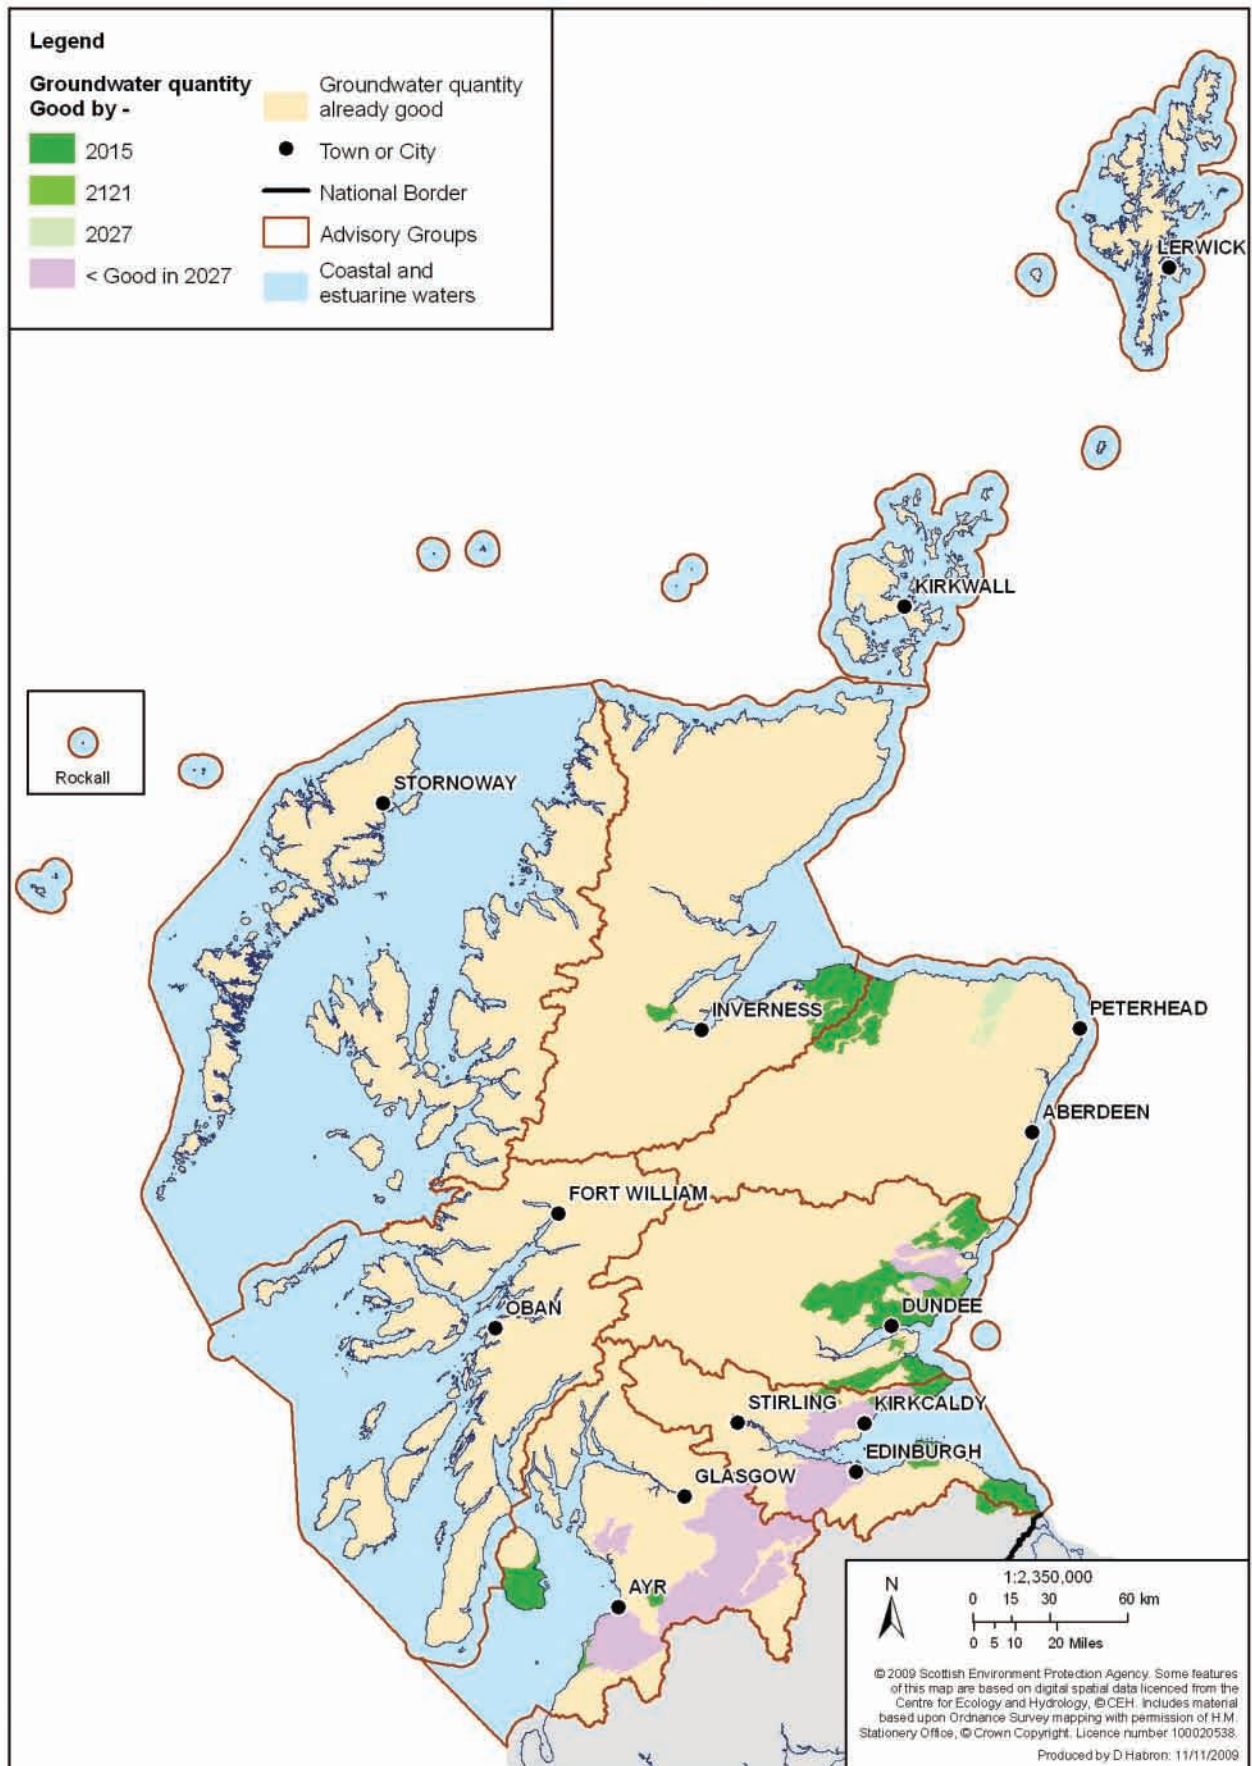 Legend
Groundwater quantity
Good by -
2015
2121
2027
< Good in 2027
Groundwater quantity
already good
Town or City
National Border
Advisory Groups
Coastal and
estuarine waters
LERWICK
KIRKWALL
Rockall
STORNOWAY
INVERNESS
PETERHEAD
ABERDEEN
FORT WILLIAM
OBAN
DUNDEE
STIRLING
KIRKCALDY
EDINBURGH
GLASGOW
AYR
N
1:2,350,000
0 15 30 60 km
0 5 10 20 Miles
© 2009 Scottish Environment Protection Agency. Some features
of this map are based on digital spatial data licenced from the
Centre for Ecology and Hydrology, © CEH. Includes material
based upon Ordnance Survey mapping with permission of H.M.
Stationery Office, © Crown Copyright. Licence number 100020538.
Produced by D Habron: 11/11/2009